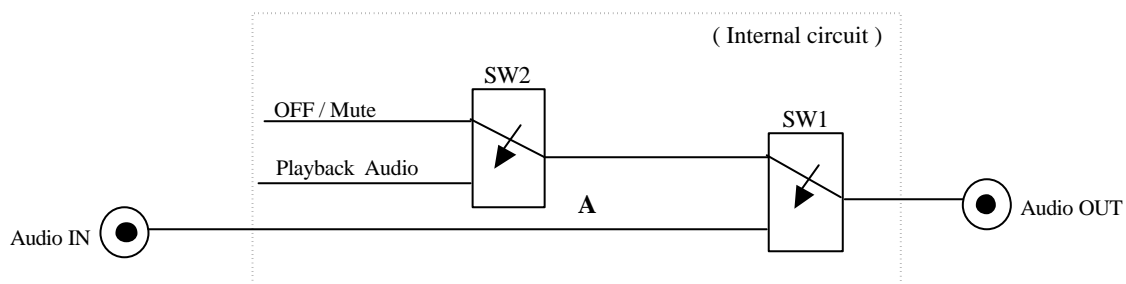 ( Internal circuit )
SW2
OFF / Mute
SW1
Playback Audio
A
Audio IN
Audio OUT